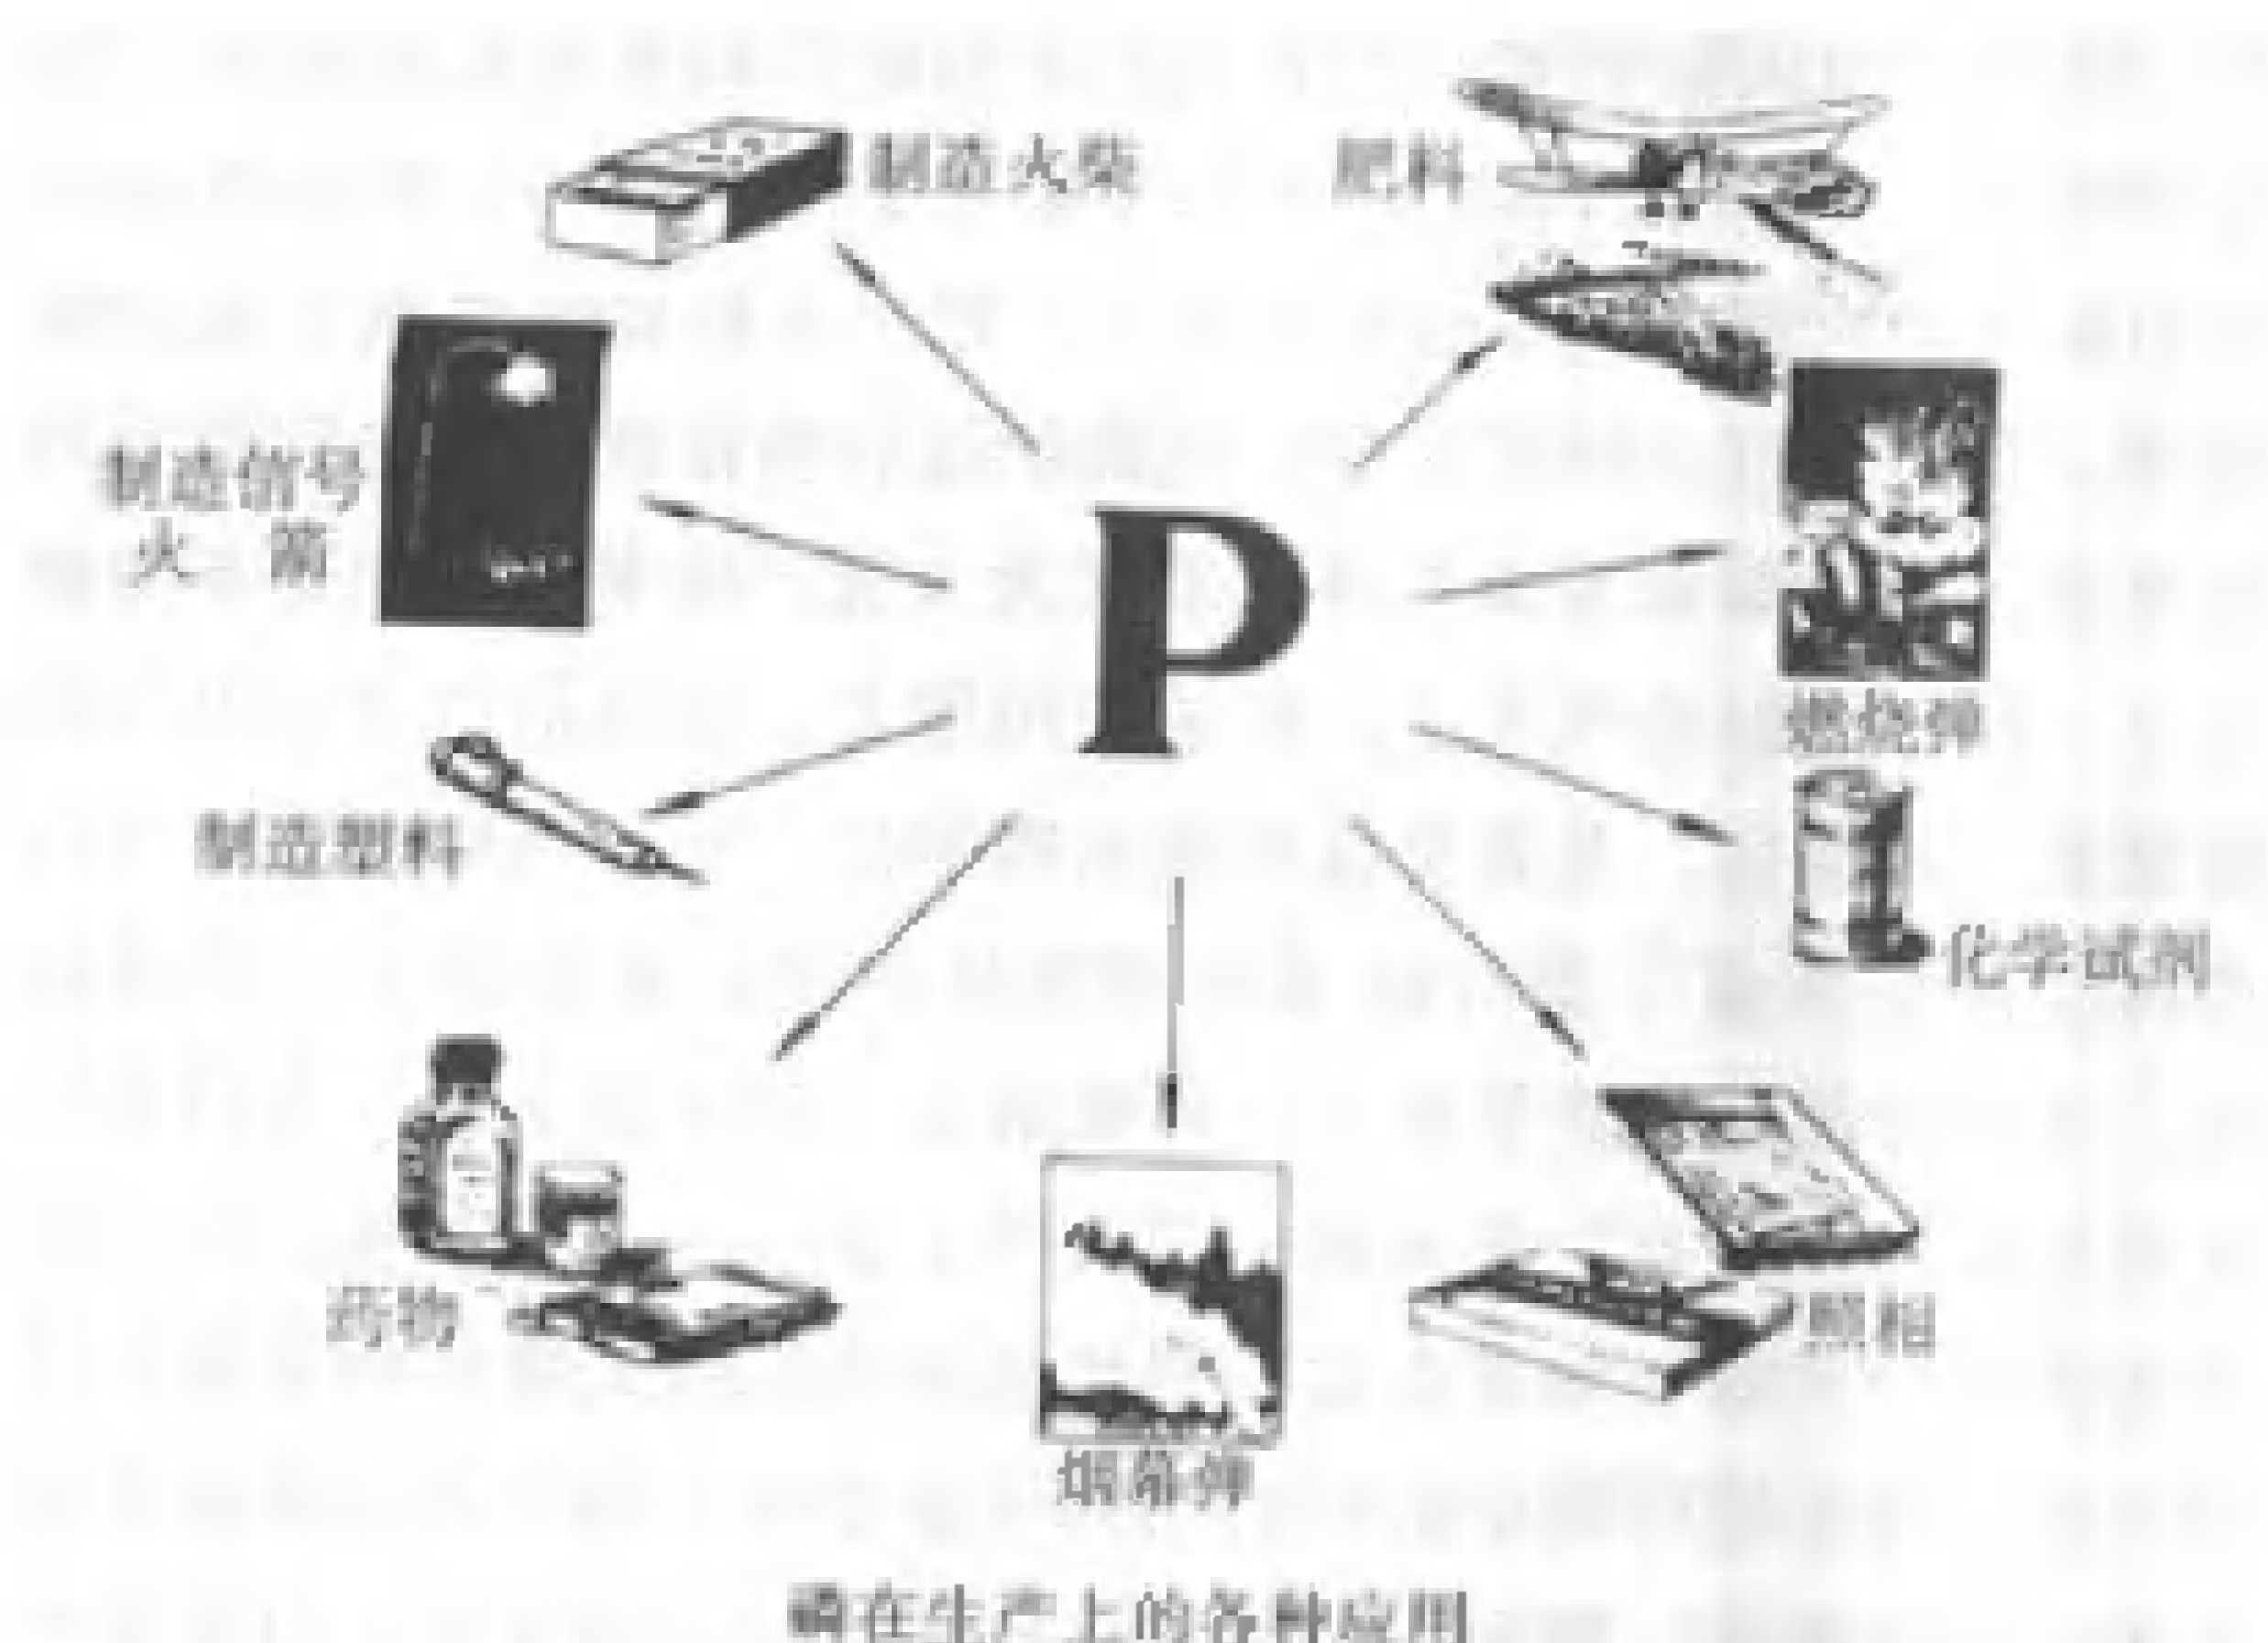 制造火柴
肥料
制造信号
火箭
P
燃烧弹
制造塑料
化学试剂
药物
照相
烟幕弹
磷在生产上的各种应用